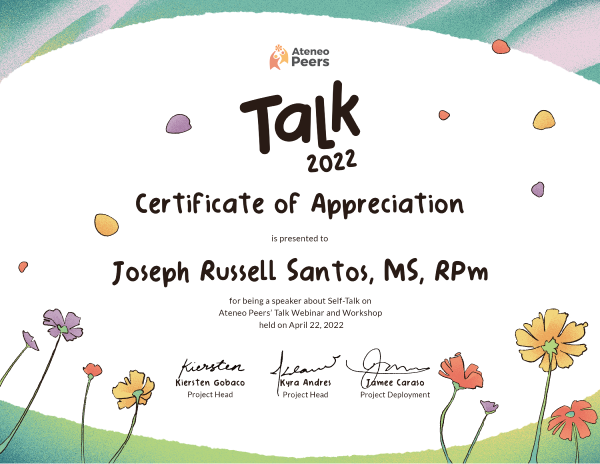 Ateneo
Peers
Talk
2022
Certificate of Appreciation
is presented to
Joseph Russell Santos, MS, RPm
for being a speaker about Self-Talk on
Ateneo Peers' Talk Webinar and Workshop
held on April 22, 2022
Kiersten
Kiersten Gobaco Kyra Andres Jamee Caraso
Project Head Project Head Project Deployment